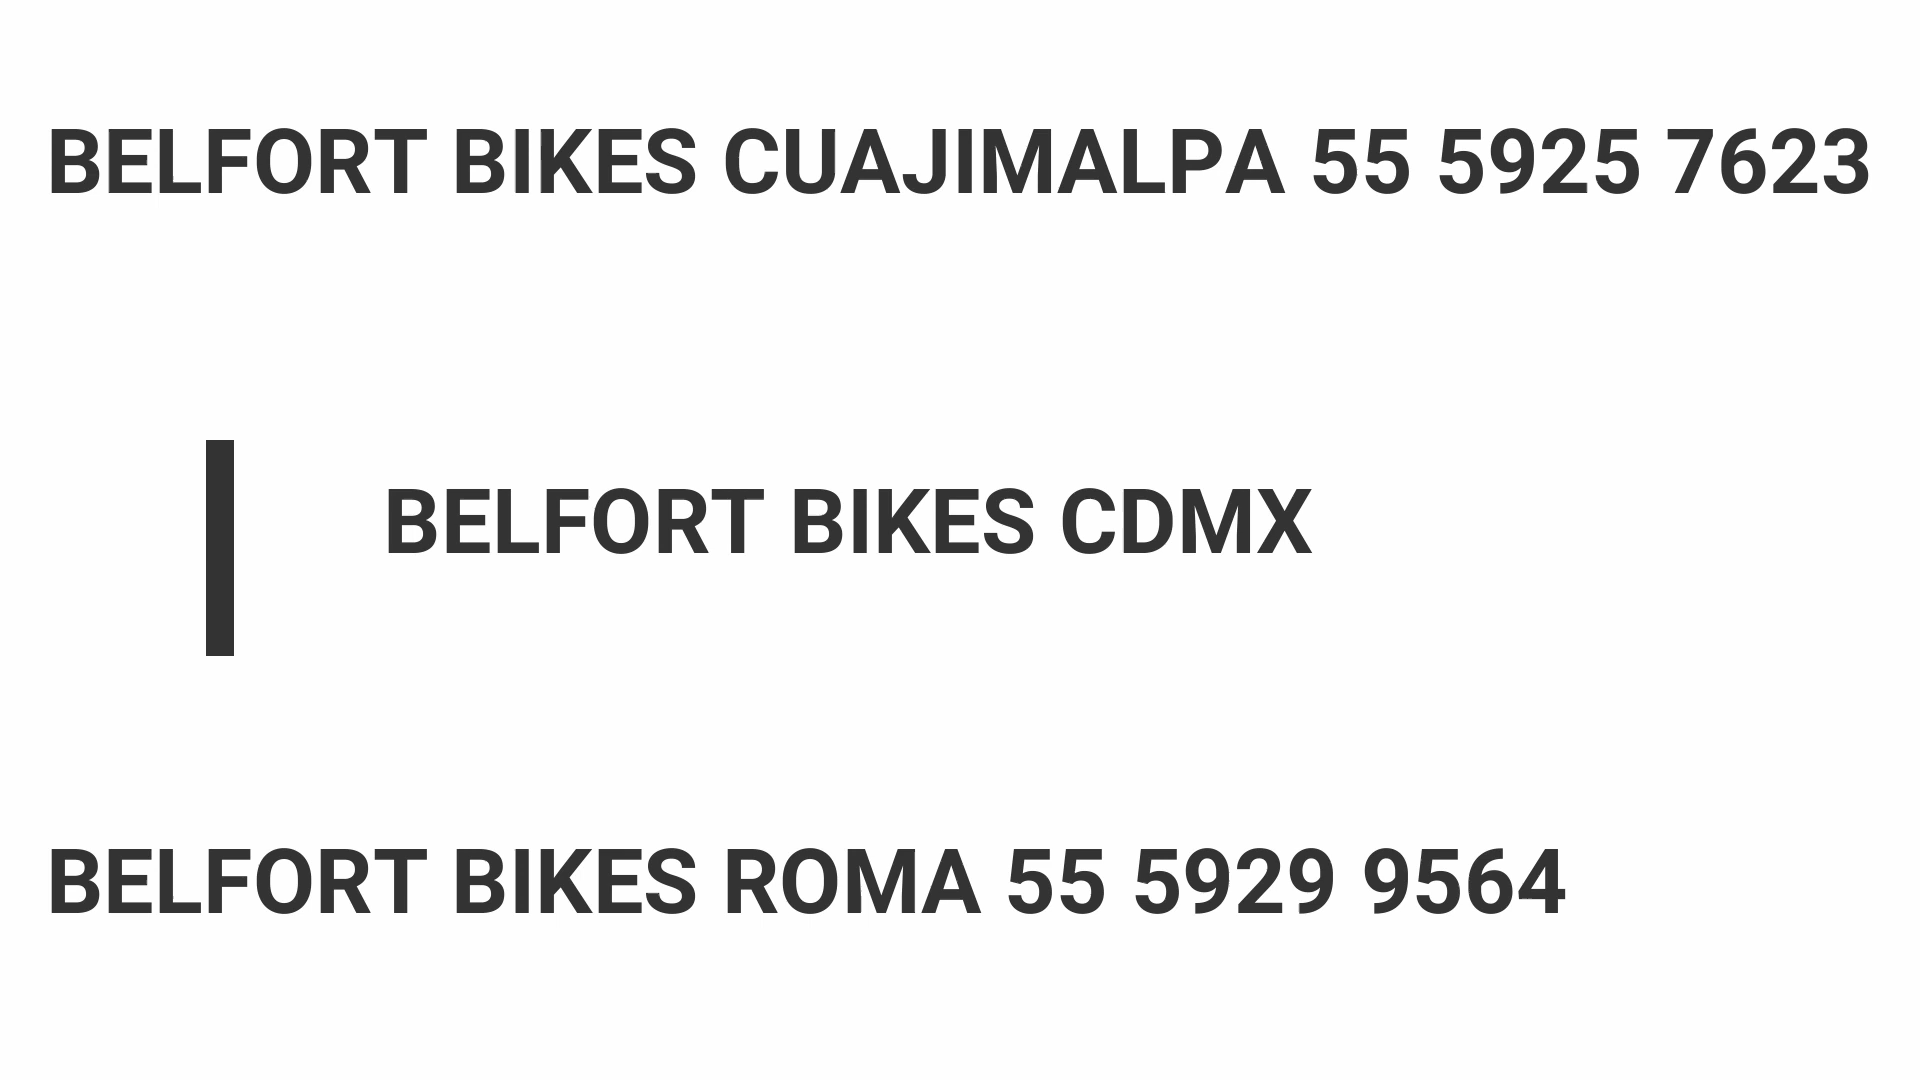 BELFORT BIKES CUAJIMALPA 55 5925 7623
BELFORT BIKES CDMX
BELFORT BIKES ROMA 55 5929 9564